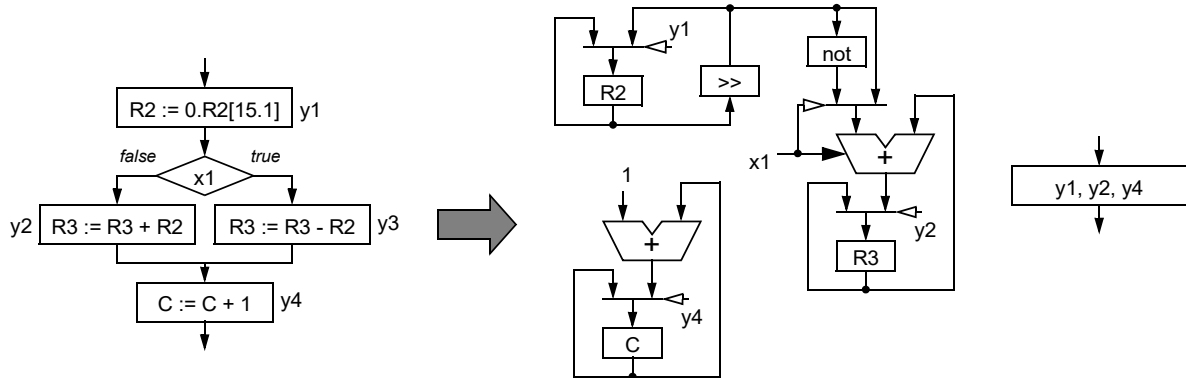 R2 := 0.R2[15.1] y1
false true
x1
y2 R3 := R3 + R2 R3 := R3 - R2 y3
C := C + 1 y4
y1
not
R2 >>
x1 +
1
+
y2
R3
y4
C
y1, y2, y4